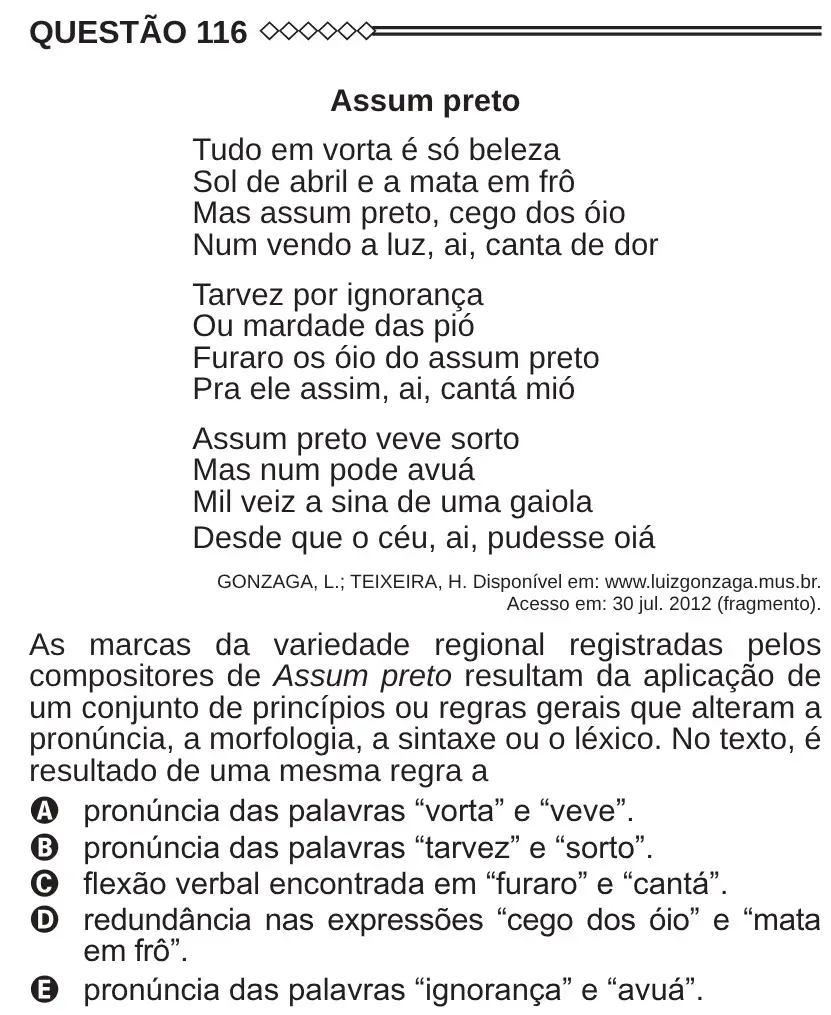 QUESTÃO 116
Assum preto
Tudo em vorta é só beleza
Sol de abril e a mata em frô
Mas assum preto, cego dos óio
Num vendo a luz, ai, canta de dor
Tarvez por ignorança
Ou mardade das pió
Furaro os óio do assum preto
Pra ele assim, ai, cantá mió
Assum preto veve sorto
Mas num pode avuá
Mil veiz a sina de uma gaiola
Desde que o céu, ai, pudesse oiá
GONZAGA, L.; TEIXEIRA, H. Disponível em: www.luizgonzaga.mus.br.
Acesso em: 30 jul. 2012 (fragmento).
As marcas da variedade regional registradas pelos
compositores de Assum preto resultam da aplicação de
um conjunto de princípios ou regras gerais que alteram a
pronúncia, a morfologia, a sintaxe ou o léxico. No texto, é
resultado de uma mesma regra a
A pronúncia das palavras “vorta” e “veve”.
B pronúncia das palavras “tarvez” e “sorto”.
C flexão verbal encontrada em “furaro” e “cantá”.
D redundância nas expressões “cego dos óio” e “mata
em frô”.
E pronúncia das palavras “ignorança” e “avuá”.